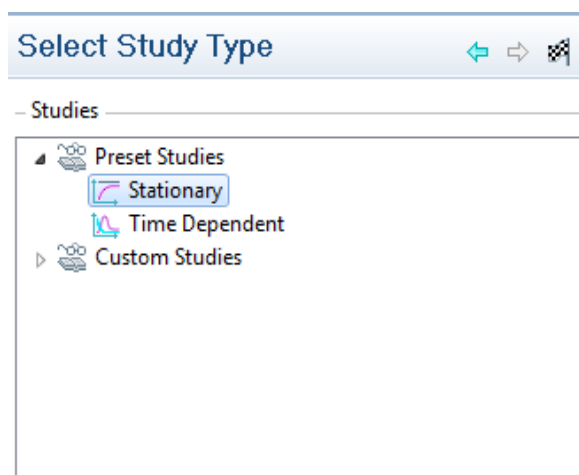 Select Study Type
Studies
Preset Studies
Stationary
Time Dependent
Custom Studies